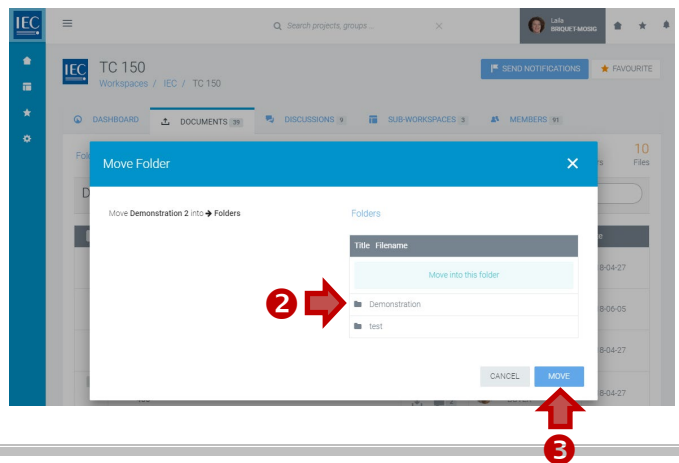 IEC
Search projects, groups ...
Laila
BRIQUET-MOSIG
IEC
TC 150
Workspaces / IEC / TC 150
SEND NOTIFICATIONS
FAVOURITE
DASHBOARD
DOCUMENTS 39
DISCUSSIONS 9
SUB-WORKSPACES 3
MEMBERS 91
10
Files
Move Folder
Move Demonstration 2 into → Folders
Folders
Title Filename
Move into this folder
8-04-27
2
Demonstration
8-06-05
test
8-04-27
CANCEL
MOVE
8-04-27
3